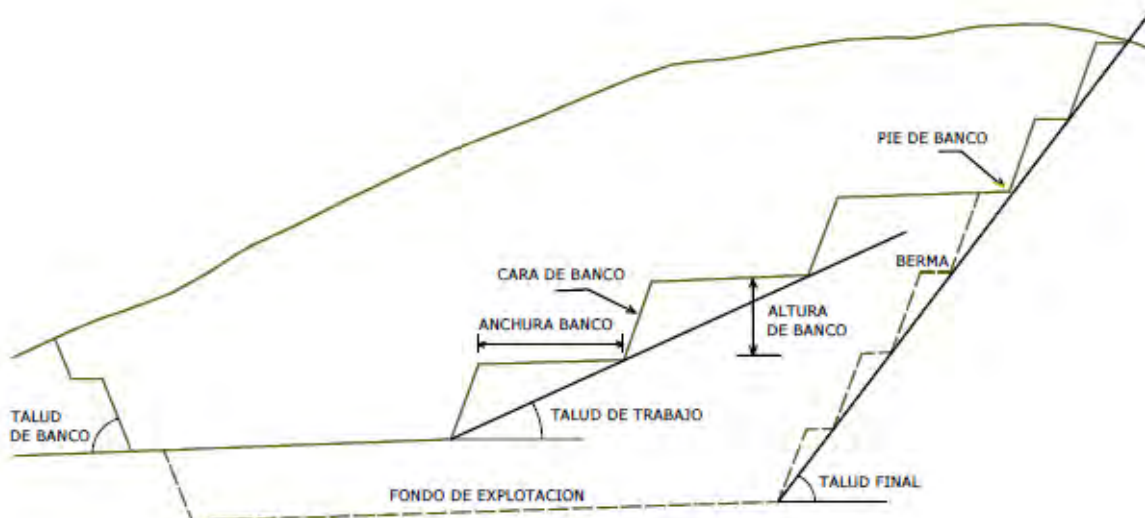 PIE DE BANCO
BERMA
CARA DE BANCO
ANCHURA BANCO
ALTURA
DE BANCO
TALUD
DE BANCO
TALUD DE TRABAJO
TALUD FINAL
FONDO DE EXPLOTACION